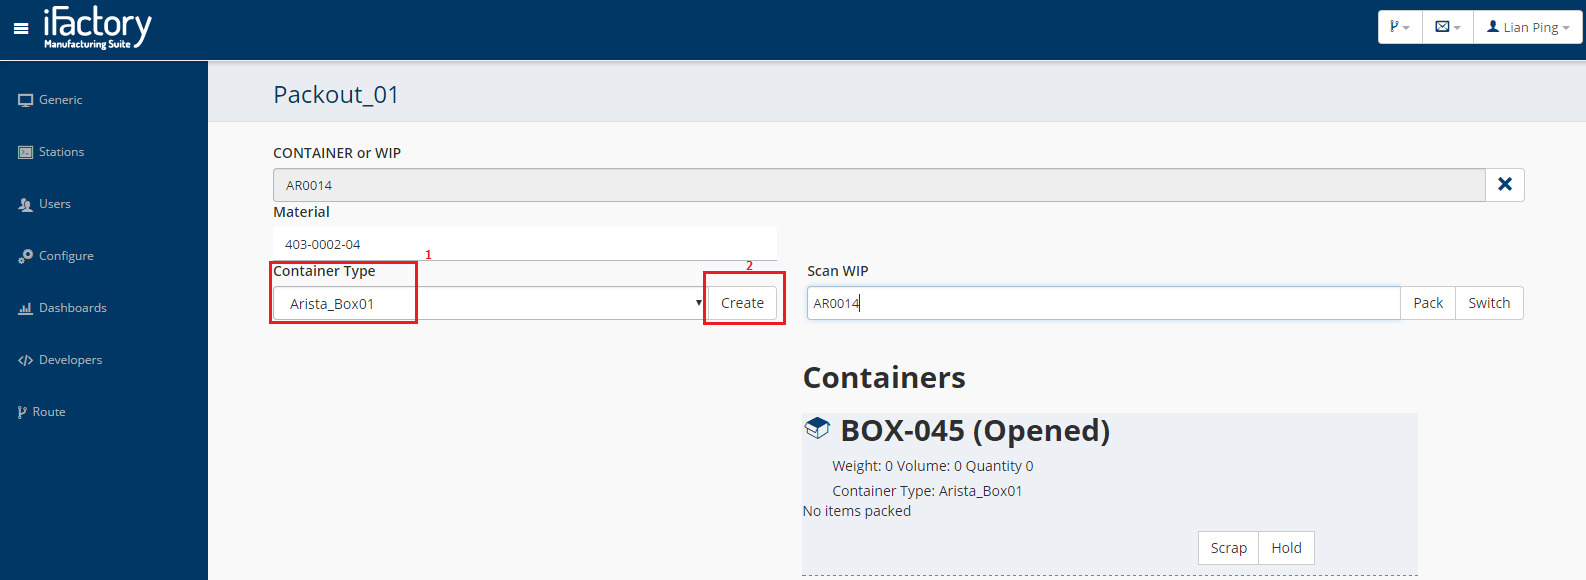 iFactory
Manufacturing Suite
Lian Ping
Generic
Stations
Users
Configure
Dashboards
Developers
Route
Packout_01
CONTAINER or WIP
AR0014
Material
403-0002-04
1
Container Type
Arista_Box01
2
Create
Scan WIP
AR0014
Pack
Switch
Containers
BOX-045 (Opened)
Weight: 0 Volume: 0 Quantity 0
Container Type: Arista_Box01
No items packed
Scrap
Hold